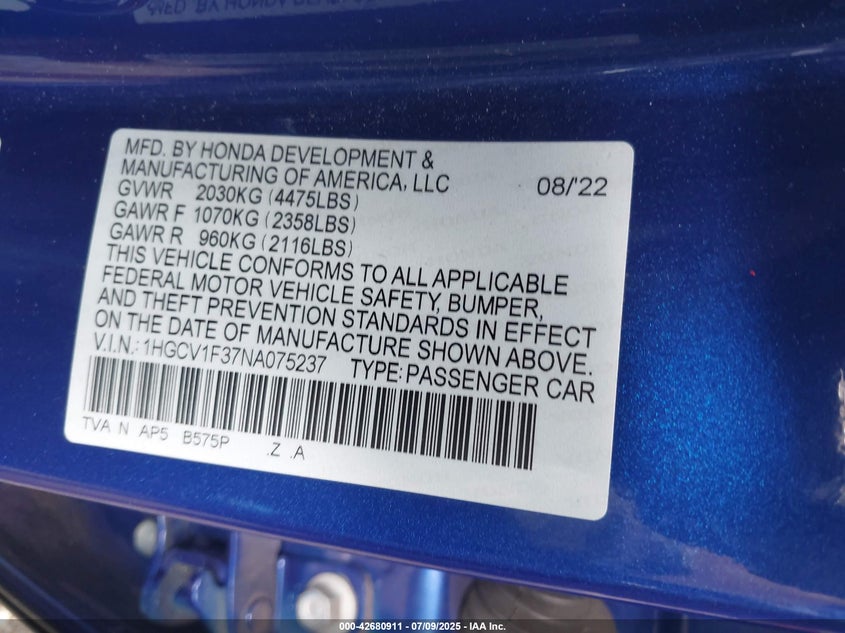 MFD. BY HONDA DEVELOPMENT &
MANUFACTURING OF AMERICA, LLC 08/'22
GVWR 2030KG (4475LBS)
GAWR F 1070KG (2358LBS)
GAWR R 960KG (2116LBS)
THIS VEHICLE CONFORMS TO ALL APPLICABLE
FEDERAL MOTOR VEHICLE SAFETY, BUMPER,
AND THEFT PREVENTION STANDARDS IN EFFECT
ON THE DATE OF MANUFACTURE SHOWN ABOVE.
V.I.N.: 1HGCV1F37NA075237 TYPE: PASSENGER CAR
TVA N AP5 B575P .Z .A
000-42680911 - 07/09/2025 - IAA Inc.